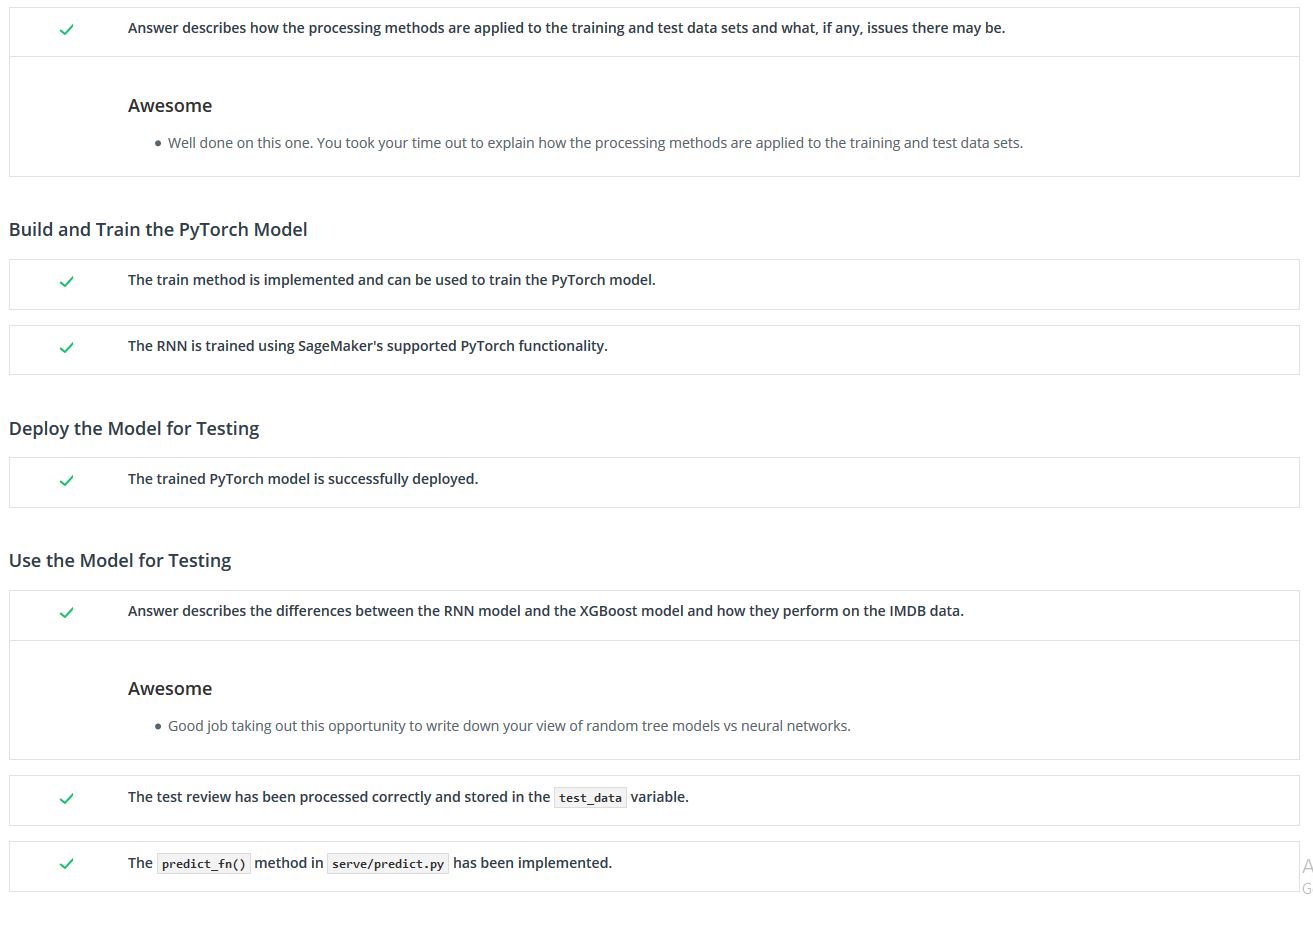 Answer describes how the processing methods are applied to the training and test data sets and what, if any, issues there may be.
Awesome
Well done on this one. You took your time out to explain how the processing methods are applied to the training and test data sets.
Build and Train the PyTorch Model
The train method is implemented and can be used to train the PyTorch model.
The RNN is trained using SageMaker's supported PyTorch functionality.
Deploy the Model for Testing
The trained PyTorch model is successfully deployed.
Use the Model for Testing
Answer describes the differences between the RNN model and the XGBoost model and how they perform on the IMDB data.
Awesome
Good job taking out this opportunity to write down your view of random tree models vs neural networks.
The test review has been processed correctly and stored in the test_data variable.
The predict_fn() method in serve/predict.py has been implemented.